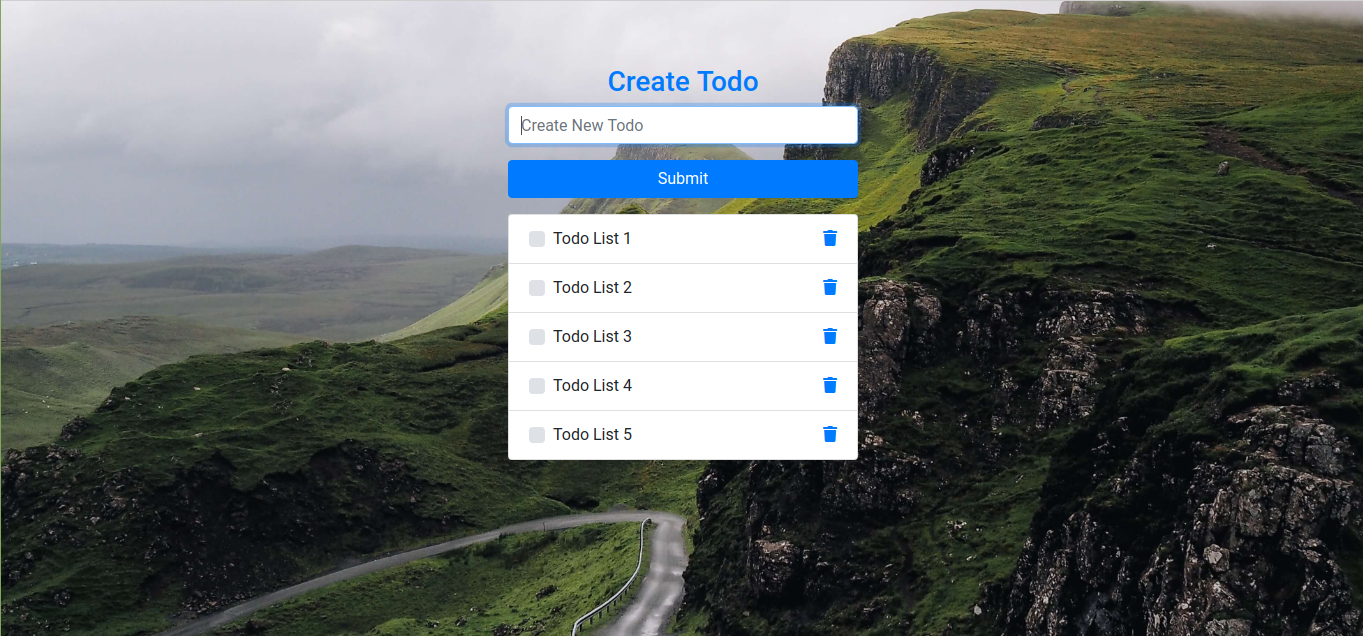 Create Todo
Create New Todo
Submit
Todo List 1
Todo List 2
Todo List 3
Todo List 4
Todo List 5